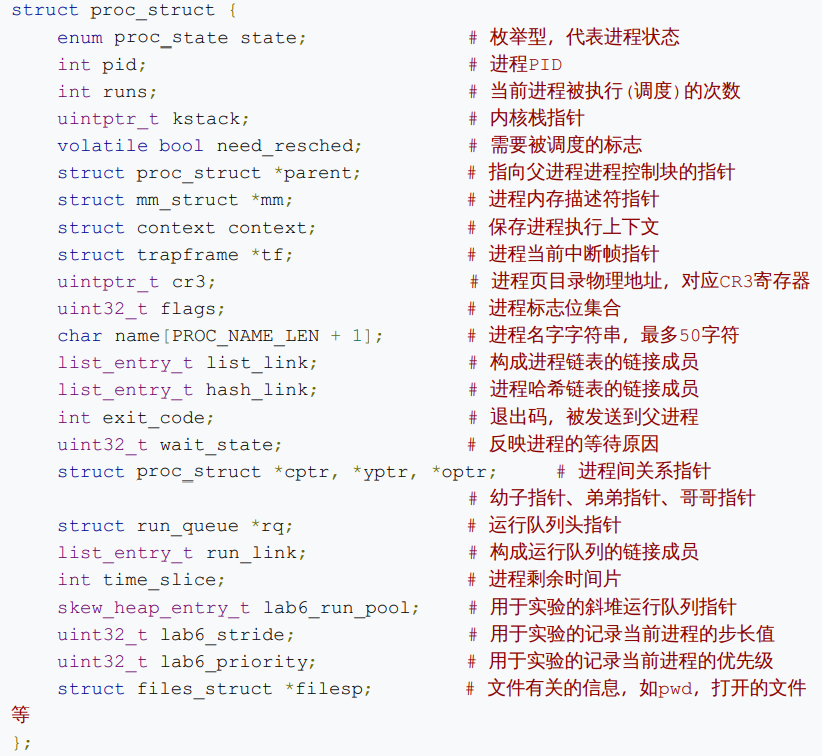 struct proc_struct {
    enum proc_state state;                # 枚举型，代表进程状态
    int pid;                              # 进程PID
    int runs;                             # 当前进程被执行(调度)的次数
    uintptr_t kstack;                     # 内核栈指针
    volatile bool need_resched;           # 需要被调度的标志
    struct proc_struct *parent;           # 指向父进程进程控制块的指针
    struct mm_struct *mm;                 # 进程内存描述符指针
    struct context context;               # 保存进程执行上下文
    struct trapframe *tf;                 # 进程当前中断帧指针
    uintptr_t cr3;                        # 进程页目录物理地址，对应CR3寄存器
    uint32_t flags;                       # 进程标志位集合
    char name[PROC_NAME_LEN + 1];         # 进程名字字符串，最多50字符
    list_entry_t list_link;               # 构成进程链表的链接成员
    list_entry_t hash_link;               # 进程哈希链表的链接成员
    int exit_code;                        # 退出码，被发送到父进程
    uint32_t wait_state;                  # 反映进程的等待原因
    struct proc_struct *cptr, *yptr, *optr;     # 进程间关系指针
                                          # 幼子指针、弟弟指针、哥哥指针
    struct run_queue *rq;                 # 运行队列头指针
    list_entry_t run_link;                # 构成运行队列的链接成员
    int time_slice;                       # 进程剩余时间片
    skew_heap_entry_t lab6_run_pool;      # 用于实验的斜堆运行队列指针
    uint32_t lab6_stride;                 # 用于实验的记录当前进程的步长值
    uint32_t lab6_priority;               # 用于实验的记录当前进程的优先级
    struct files_struct *filesp;          # 文件有关的信息，如pwd，打开的文件
等
};